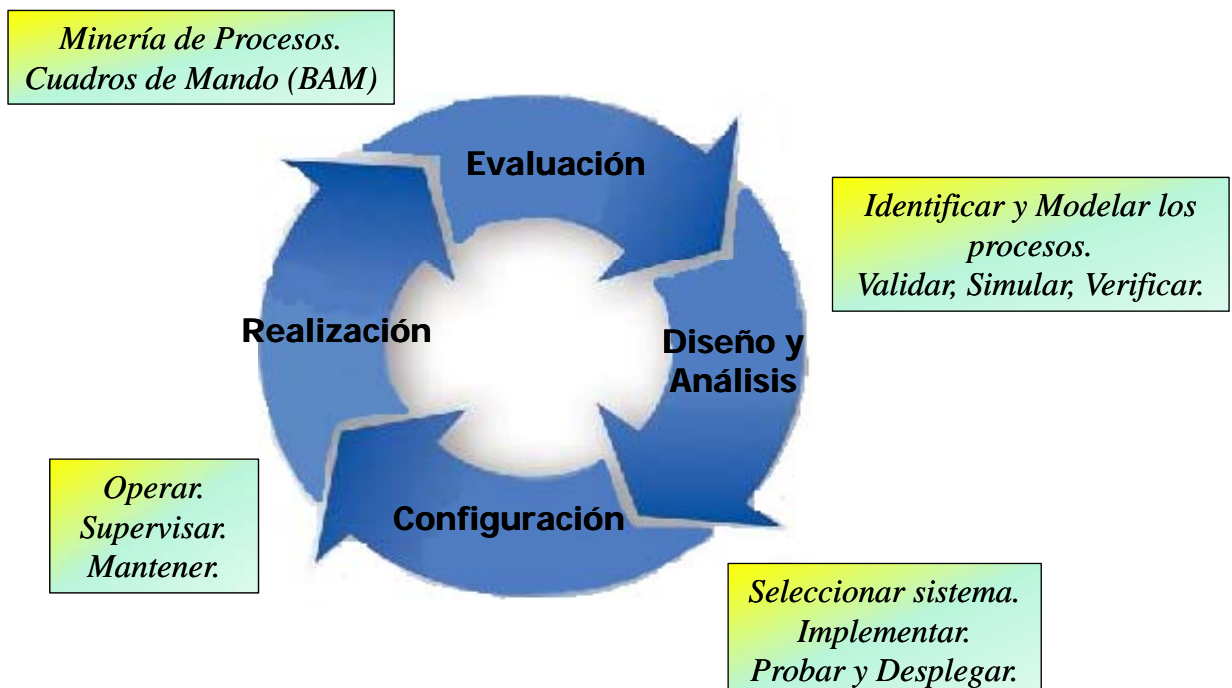 Minería de Procesos.
Cuadros de Mando (BAM)
Evaluación
Identificar y Modelar los
procesos.
Validar, Simular, Verificar.
Realización
Diseño y
Análisis
Operar.
Supervisar.
Mantener.
Configuración
Seleccionar sistema.
Implementar.
Probar y Desplegar.